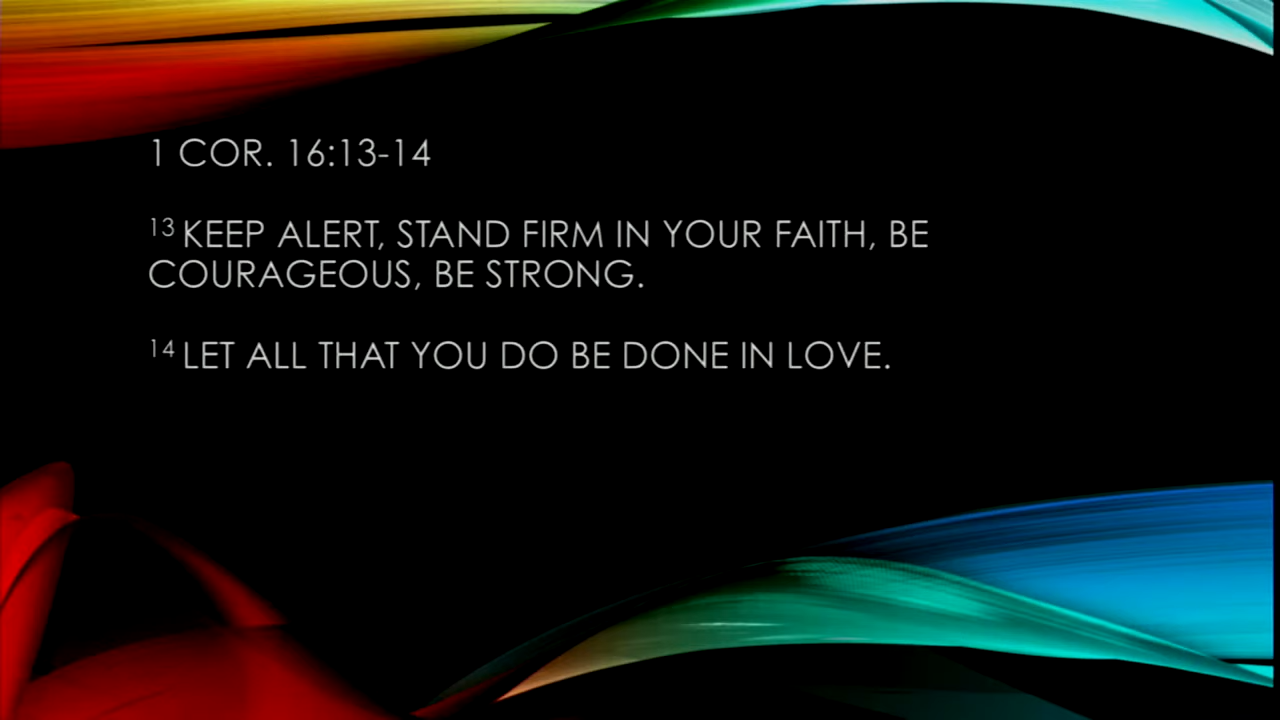 1 COR. 16:13-14
13 KEEP ALERT, STAND FIRM IN YOUR FAITH, BE
COURAGEOUS, BE STRONG.
14 LET ALL THAT YOU DO BE DONE IN LOVE.